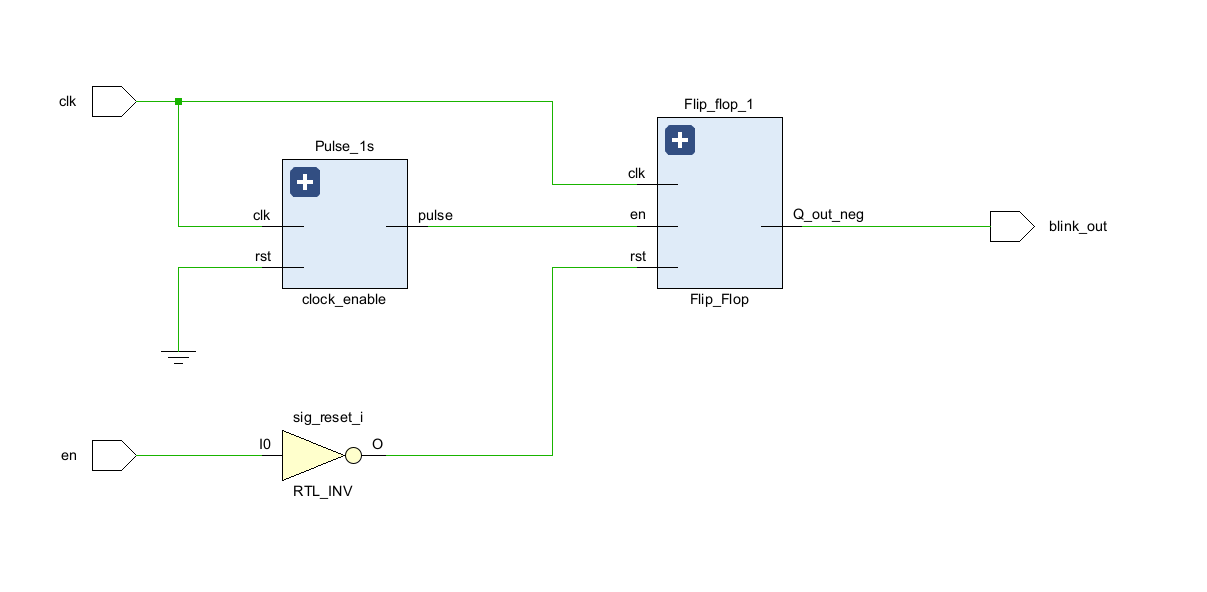 clk
Flip_flop_1
Pulse_1s
clk
clk
pulse
en
Q_out_neg
blink_out
rst
rst
clock_enable
Flip_Flop
sig_reset_i
en
I0
O
RTL_INV